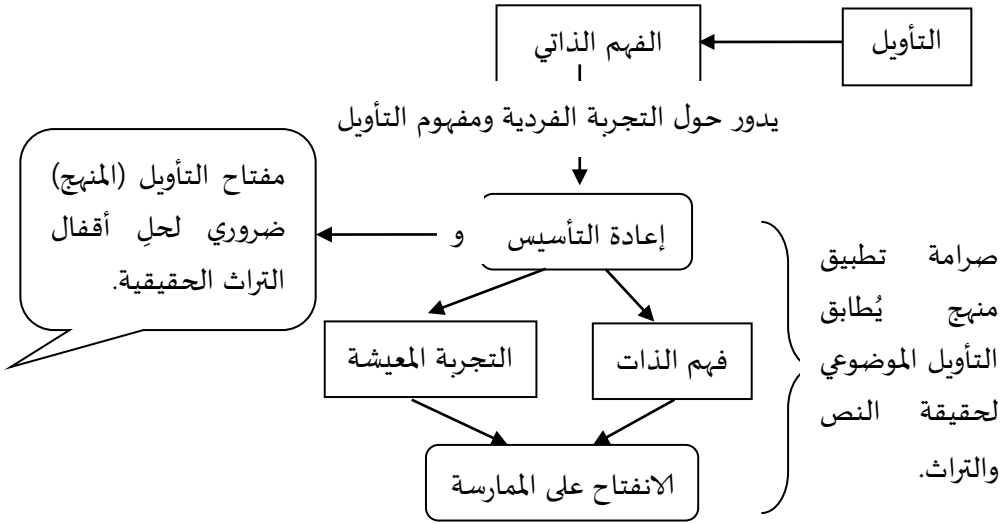 التأويل
الفهم الذاتي
يدور حول التجربة الفردية ومفهوم التأويل
إعادة التأسيس
و
مفتاح التأويل (المنهج)
ضروري لحلِ أقفال
التراث الحقيقية.
فهم الذات
التجربة المعيشة
الانفتاح على الممارسة
صرامة تطبيق
منهج يُطابق
التأويل الموضوعي
لحقيقة النص
والتراث.